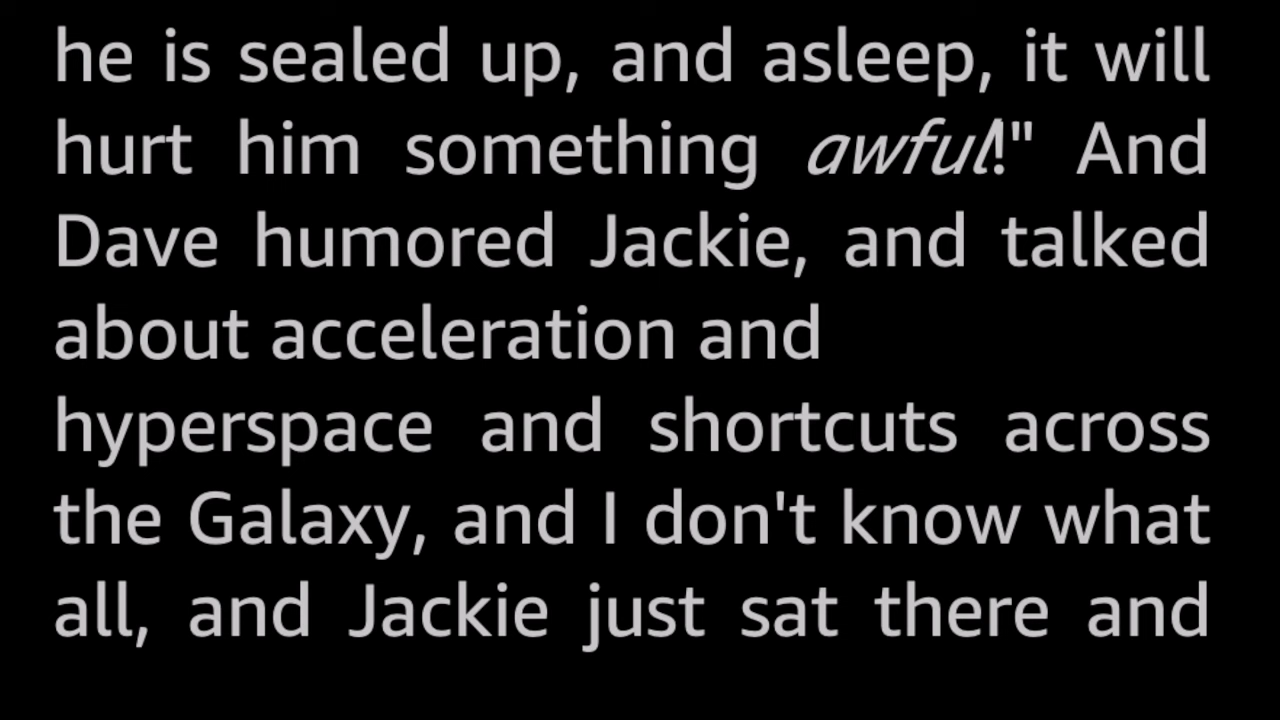 he is sealed up, and asleep, it will
hurt him something awful!" And
Dave humored Jackie, and talked
about acceleration and
hyperspace and shortcuts across
the Galaxy, and I don't know what
all, and Jackie just sat there and